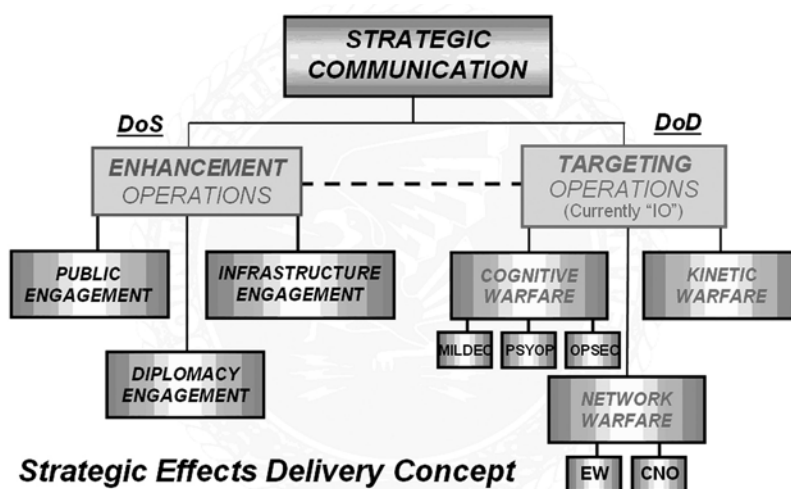 STRATEGIC
COMMUNICATION
DoS
DoD
ENHANCEMENT
OPERATIONS
TARGETING
OPERATIONS
(Currently "IO")
PUBLIC
ENGAGEMENT
INFRASTRUCTURE
ENGAGEMENT
COGNITIVE
WARFARE
KINETIC
WARFARE
MILDEC
PSYOP
OPSEC
DIPLOMACY
ENGAGEMENT
NETWORK
WARFARE
EW
CNO
Strategic Effects Delivery Concept